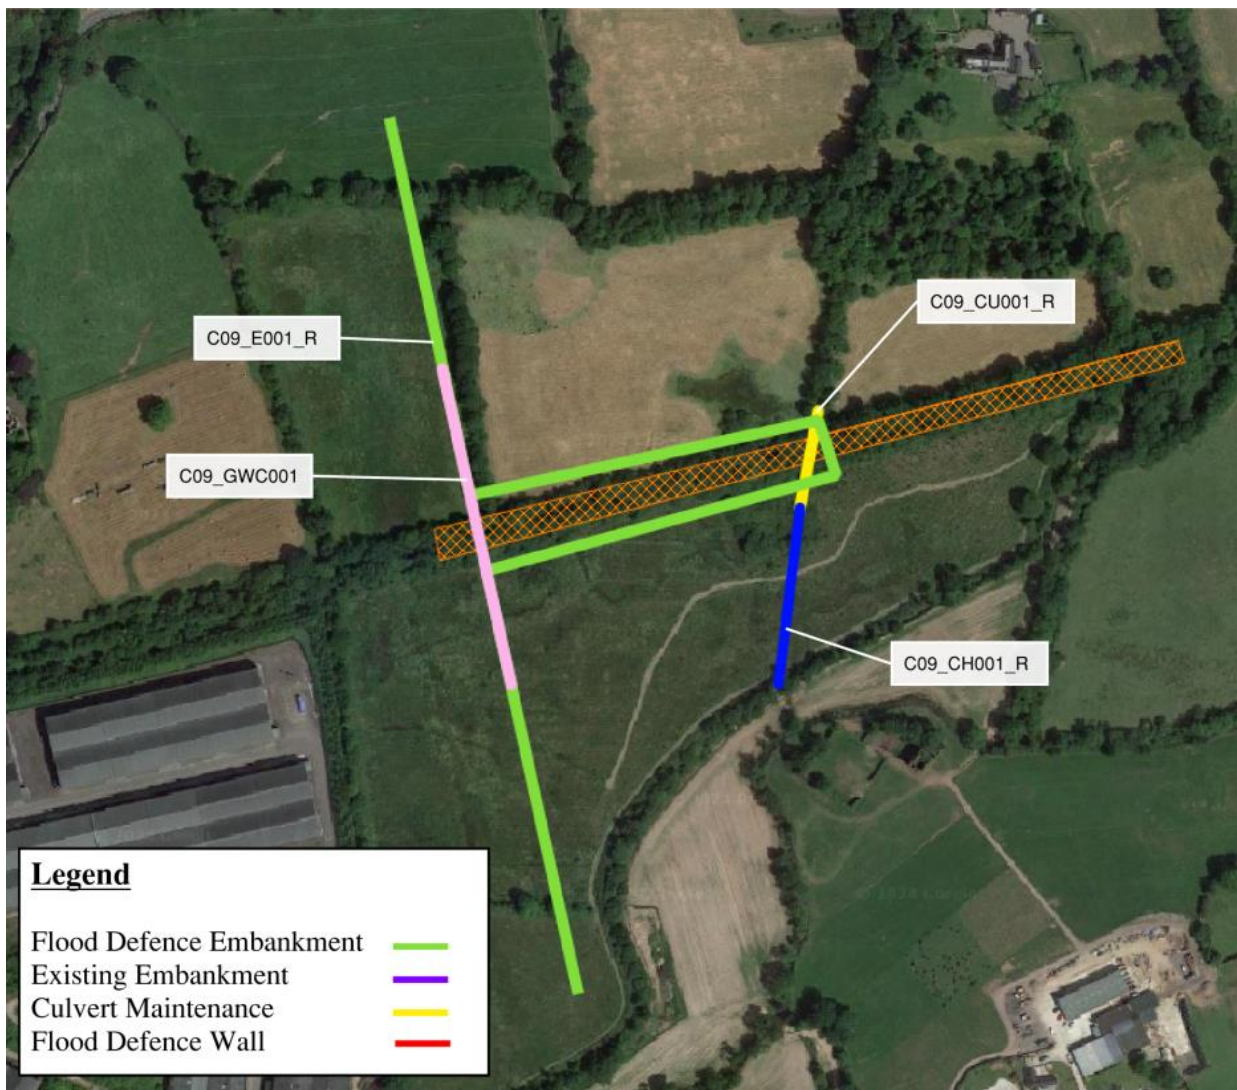 C09_CU001_R
C09_E001_R
C09_GWC001
C09_CH001_R
Legend
Flood Defence Embankment
Existing Embankment
Culvert Maintenance
Flood Defence Wall